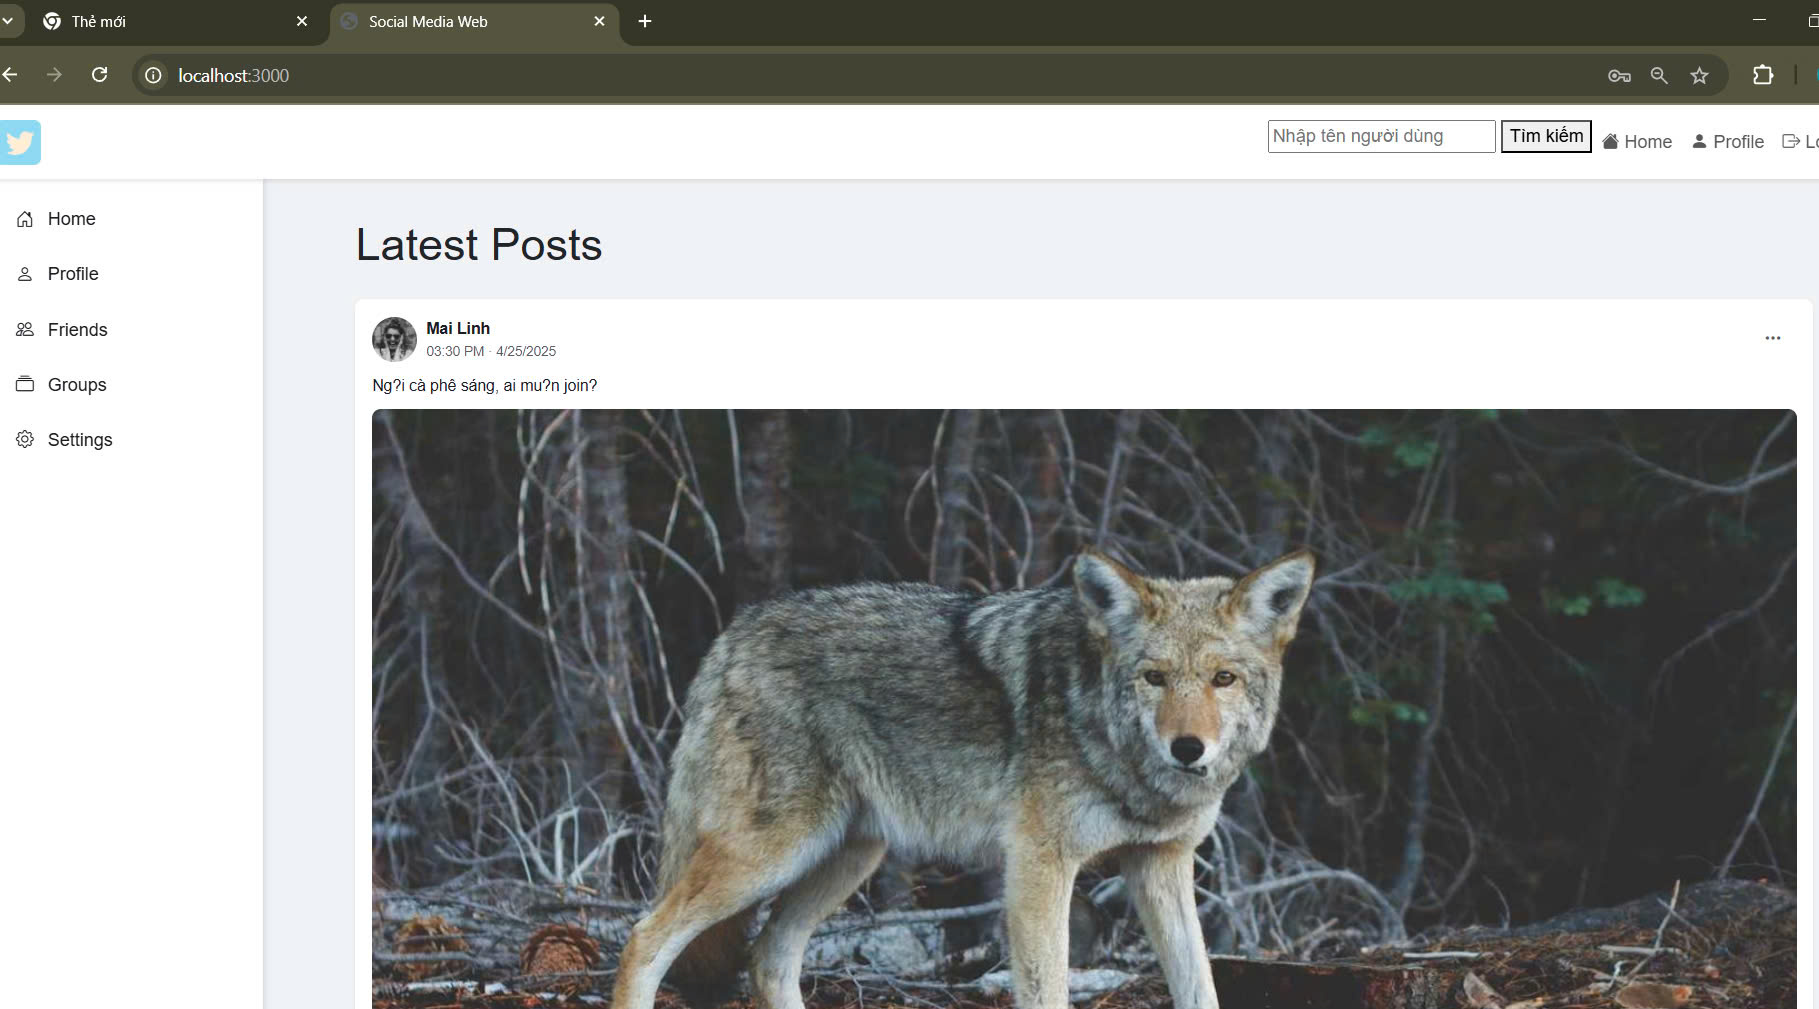 Thẻ mới
Social Media Web
localhost:3000
Nhập tên người dùng
Tìm kiếm
Home
Profile
Lo
Home
Profile
Friends
Groups
Settings
Latest Posts
Mai Linh
03:30 PM · 4/25/2025
Ng?i cà phê sáng, ai mu?n join?